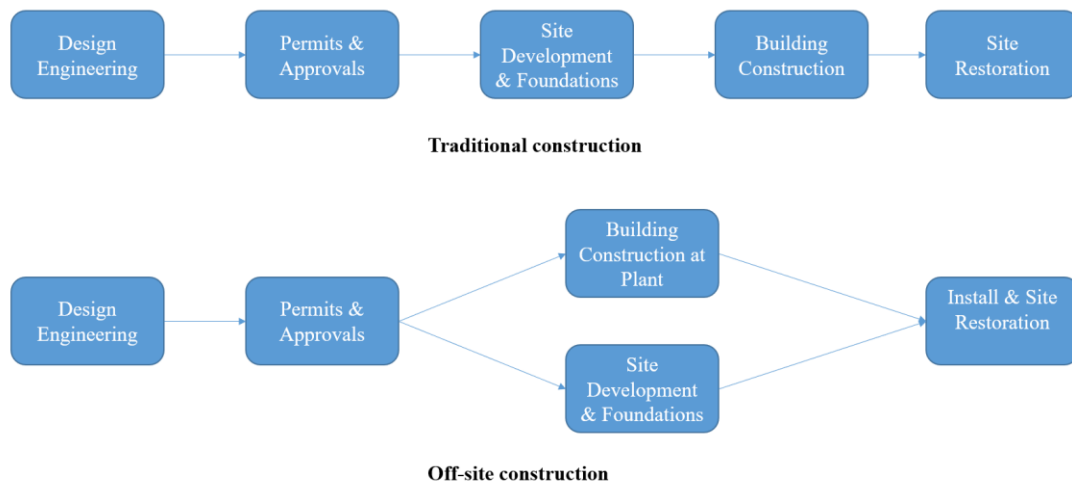 Design
Engineering
Permits &
Approvals
Site
Development
& Foundations
Building
Construction
Site
Restoration
Traditional construction
Design
Engineering
Permits &
Approvals
Building
Construction at
Plant
Site
Development
& Foundations
Install & Site
Restoration
Off-site construction